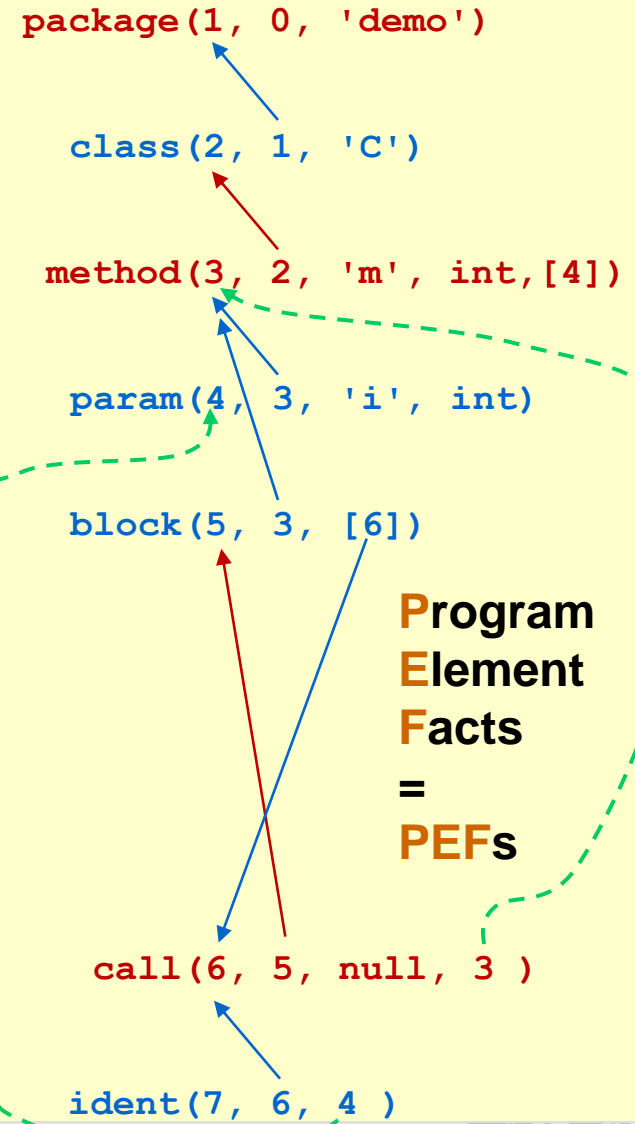 package(1, 0, 'demo')
class(2, 1, 'C')
method(3, 2, 'm', int,[4])
param(4, 3, 'i', int)
block(5, 3, [6])
Program
Element
Facts
=
PEFs
call(6, 5, null, 3 )
ident(7, 6, 4 )